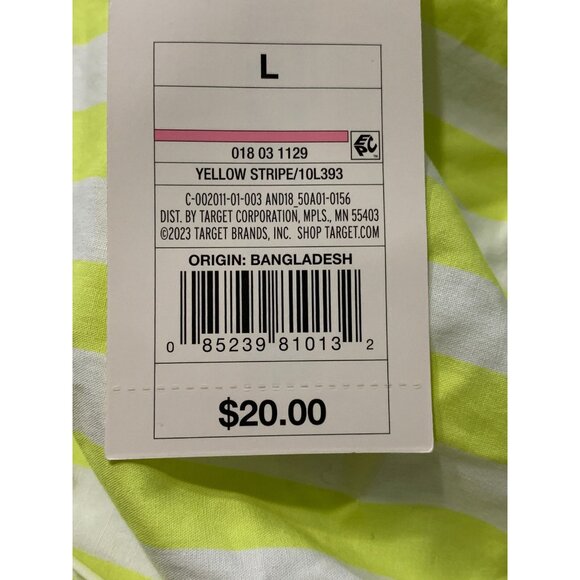 L
018 03 1129
EPC
YELLOW STRIPE/10L393
C-002011-01-003 AND18_50A01-0156
DIST. BY TARGET CORPORATION, MPLS., MN 55403
©2023 TARGET BRANDS, INC. SHOP TARGET.COM
ORIGIN: BANGLADESH
0 85239 81013 2
$20.00